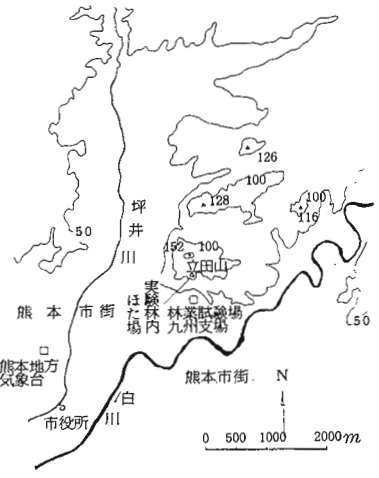 126
100
128
100
116
坪井川
50
152 100
立田山
実験林内
ほた場
林業試験場
九州支場
熊本市街
50
熊本地方
気象台
熊本市街
N
白川
市役所
0 500 1000 2000m